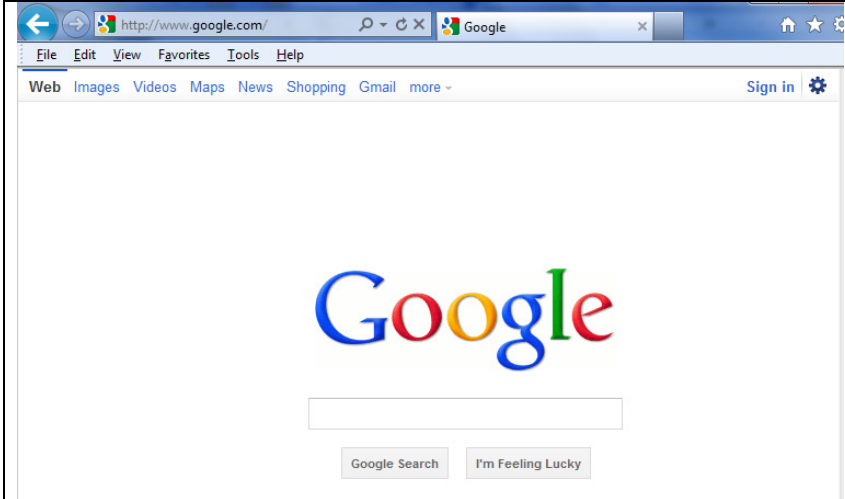 http://www.google.com/ Google
File Edit View Favorites Tools Help
Web Images Videos Maps News Shopping Gmail more Sign in
Google
Google Search I'm Feeling Lucky